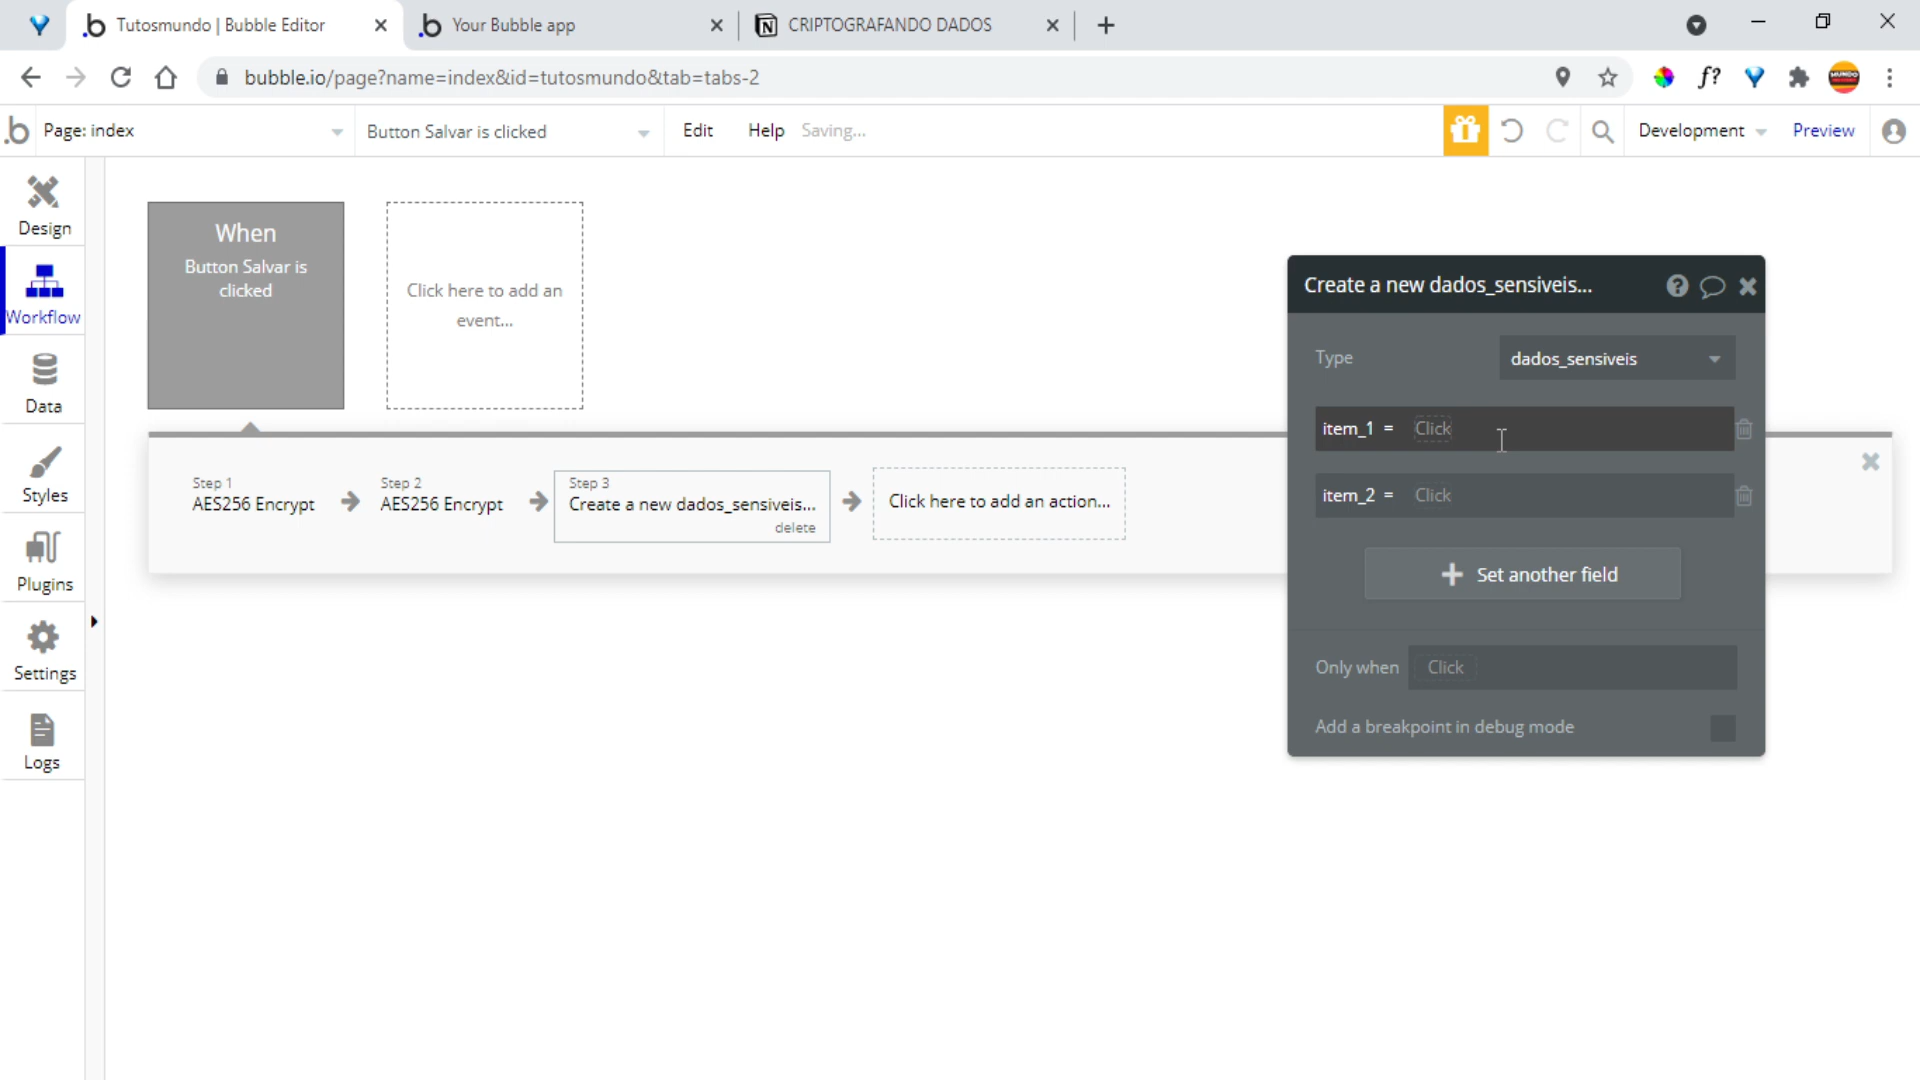 Tutosmundo | Bubble Editor
Your Bubble app
CRIPTOGRAFANDO DADOS
bubble.io/page?name=index&id=tutosmundo&tab=tabs-2
Page: index
Button Salvar is clicked
Edit
Help
Saving...
Development
Preview
Design
Workflow
Data
Styles
Plugins
Settings
Logs
When
Button Salvar is
clicked
Click here to add an
event...
Step 1
AES256 Encrypt
Step 2
AES256 Encrypt
Step 3
Create a new dados_sensiveis...
delete
Click here to add an action...
Create a new dados_sensiveis...
Type
dados_sensiveis
item_1 = Click
item_2 = Click
Set another field
Only when Click
Add a breakpoint in debug mode